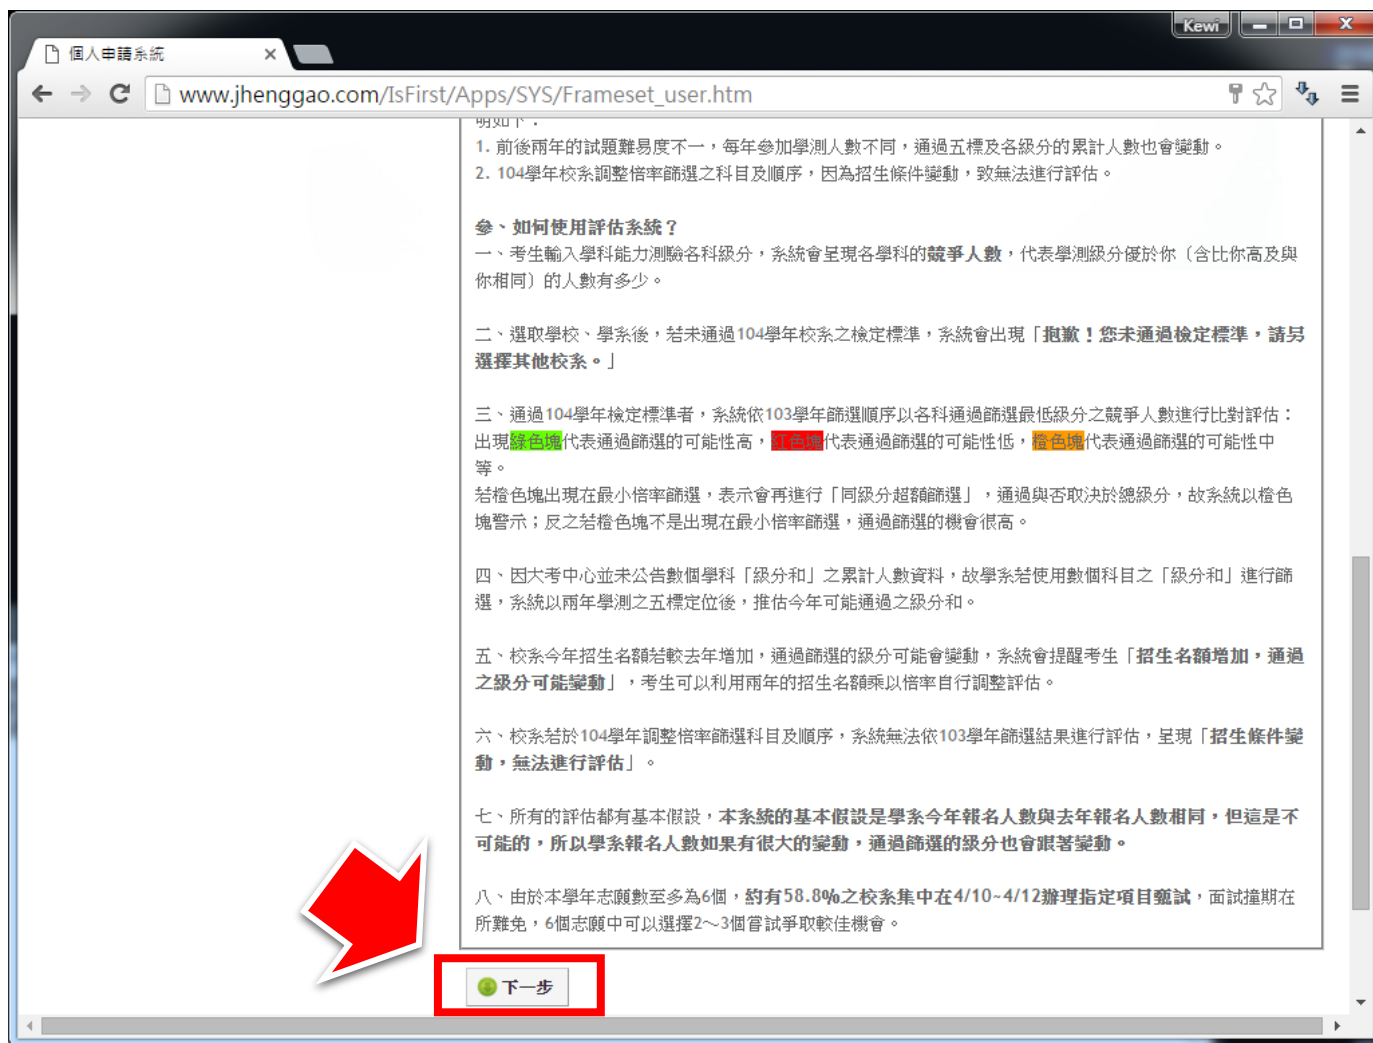 Kewi
個人申請系統
www.jhenggao.com/IsFirst/Apps/SYS/Frameset_user.htm
明如下：
1. 前後兩年的試題難易度不一，每年參加學測人數不同，通過五標及各級分的累計人數也會變動。
2. 104學年校系調整倍率篩選之科目及順序，因為招生條件變動，致無法進行評估。
參、如何使用評估系統？
一、考生輸入學科能力測驗各科級分，系統會呈現各學科的競爭人數，代表學測級分優於你〔含比你高及與
你相同〕的人數有多少。
二、選取學校、學系後，若未通過104學年校系之檢定標準，系統會出現「抱歉！您未通過檢定標準，請另
選擇其他校系。」
三、通過104學年檢定標準者，系統依103學年篩選順序以各科通過篩選最低級分之競爭人數進行比對評估：
出現綠色塊代表通過篩選的可能性高，紅色塊代表通過篩選的可能性低，橙色塊代表通過篩選的可能性中
等。
若橙色塊出現在最小倍率篩選，表示會再進行「同級分超額篩選」，通過與否取決於總級分，故系統以橙色
塊警示；反之若橙色塊不是出現在最小倍率篩選，通過篩選的機會很高。
四、因大考中心並未公告數個學科「級分和」之累計人數資料，故學系若使用數個科目之「級分和」進行篩
選，系統以兩年學測之五標定位後，推估今年可能通過之級分和。
五、校系今年招生名額若較去年增加，通過篩選的級分可能會變動，系統會提醒考生「招生名額增加，通過
之級分可能變動」，考生可以利用兩年的招生名額乘以倍率自行調整評估。
六、校系若於104學年調整倍率篩選科目及順序，系統無法依103學年篩選結果進行評估，呈現「招生條件變
動，無法進行評估」。
七、所有的評估都有基本假設，本系統的基本假設是學系今年報名人數與去年報名人數相同，但這是不
可能的，所以學系報名人數如果有很大的變動，通過篩選的級分也會跟著變動。
八、由於本學年志願數至多為6個，約有58.8%之校系集中在4/10~4/12辦理指定項目甄試，面試撞期在
所難免，6個志願中可以選擇2～3個嘗試爭取較佳機會。
下一步